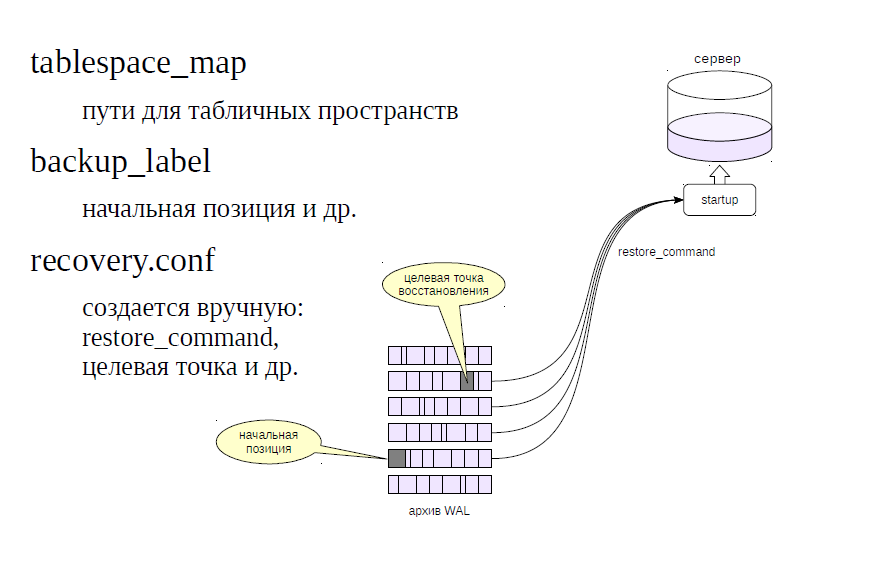 tablespace_map
пути для табличных пространств
backup_label
начальная позиция и др.
recovery.conf
создается вручную:
restore_command,
целевая точка и др.
сервер
startup
restore_command
целевая точка
восстановления
начальная
позиция
архив WAL